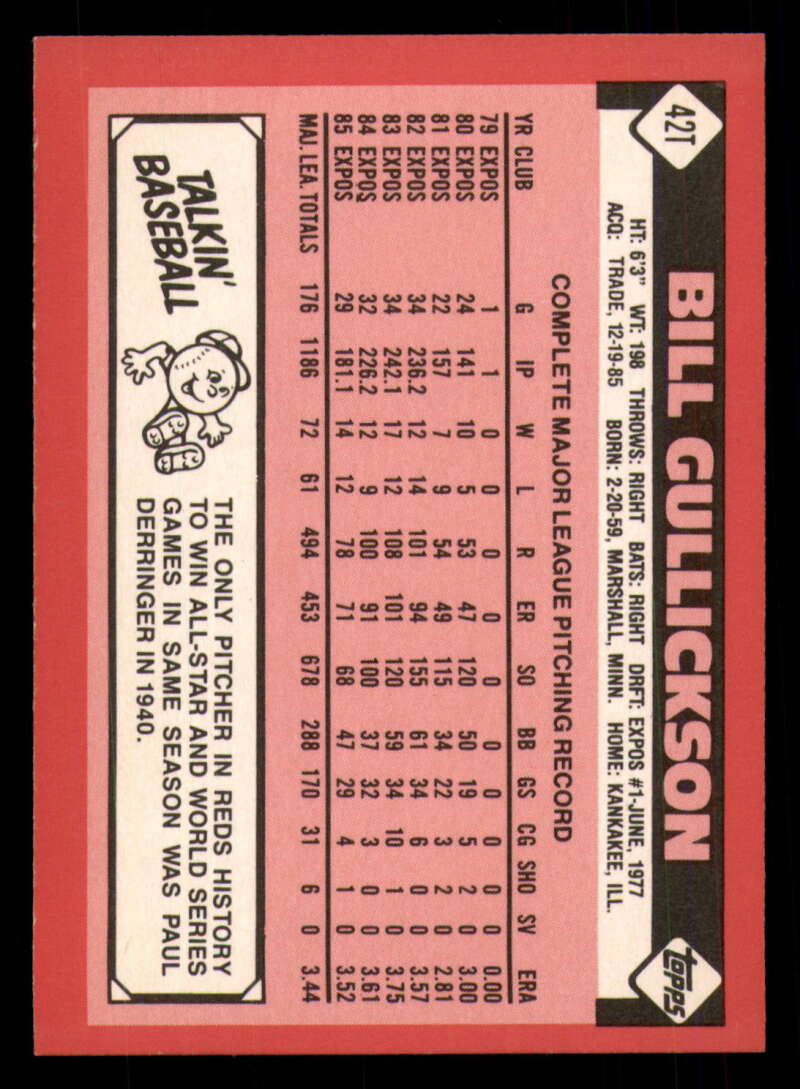 42T
BILL GULLICKSON
topps
HT: 6'3" WT: 198 THROWS: RIGHT BATS: RIGHT DRFT: EXPOS #1-JUNE, 1977
ACQ: TRADE, 12-19-85 BORN: 2-20-59, MARSHALL, MINN. HOME: KANKAKEE, ILL.
COMPLETE MAJOR LEAGUE PITCHING RECORD
YR CLUB G IP W L R ER SO BB GS CG SHO SV ERA
79 EXPOS 1 1 0 0 0 0 0 0 0 0 0 0 0.00
80 EXPOS 24 141 10 5 53 47 120 50 19 5 2 0 3.00
81 EXPOS 22 157 7 9 54 49 115 34 22 3 2 0 2.81
82 EXPOS 34 236.2 12 14 101 94 155 61 34 6 0 0 3.57
83 EXPOS 34 242.1 17 12 108 101 120 59 34 10 1 0 3.75
84 EXPOS 32 226.2 12 9 100 91 100 37 32 3 0 0 3.61
85 EXPOS 29 181.1 14 12 78 71 68 47 29 4 1 0 3.52
MAJ. LEA. TOTALS 176 1186 72 61 494 453 678 288 170 31 6 0 3.44
TALKIN'
BASEBALL
THE ONLY PITCHER IN REDS HISTORY
TO WIN ALL-STAR AND WORLD SERIES
GAMES IN SAME SEASON WAS PAUL
DERRINGER IN 1940.